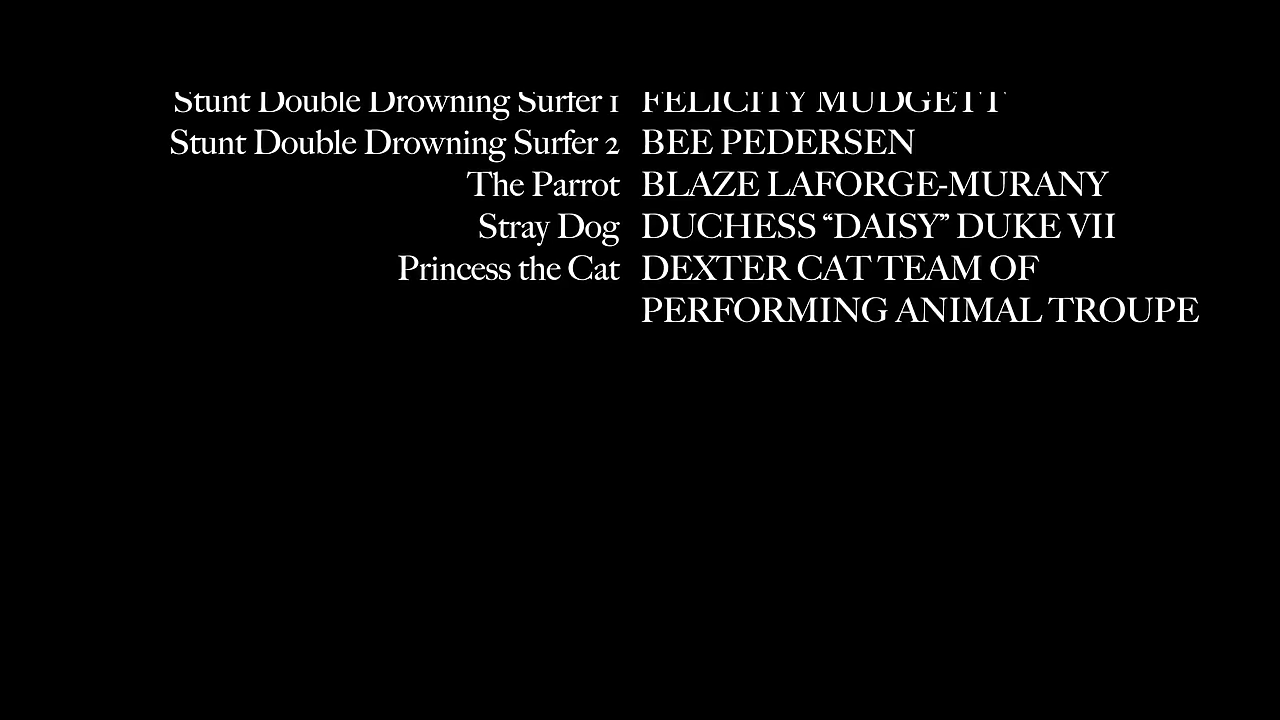 Stunt Double Drowning Surfer 1 FELICITY MUDGETT
Stunt Double Drowning Surfer 2 BEE PEDERSEN
The Parrot BLAZE LAFORGE-MURANY
Stray Dog DUCHESS “DAISY” DUKE VII
Princess the Cat DEXTER CAT TEAM OF
PERFORMING ANIMAL TROUPE